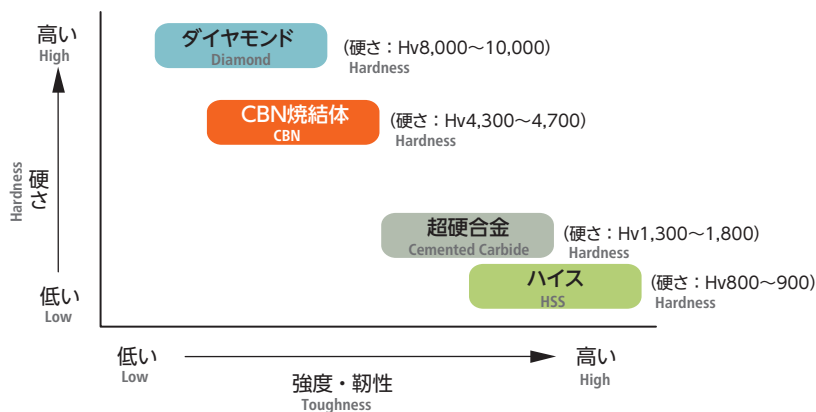 高い
High
ダイヤモンド
Diamond
(硬さ：Hv8,000〜10,000)
Hardness
CBN焼結体
CBN
(硬さ：Hv4,300〜4,700)
Hardness
硬さ
Hardness
超硬合金
Cemented Carbide
(硬さ：Hv1,300〜1,800)
Hardness
ハイス
HSS
(硬さ：Hv800〜900)
Hardness
低い
Low
低い
Low
強度・靭性
Toughness
高い
High